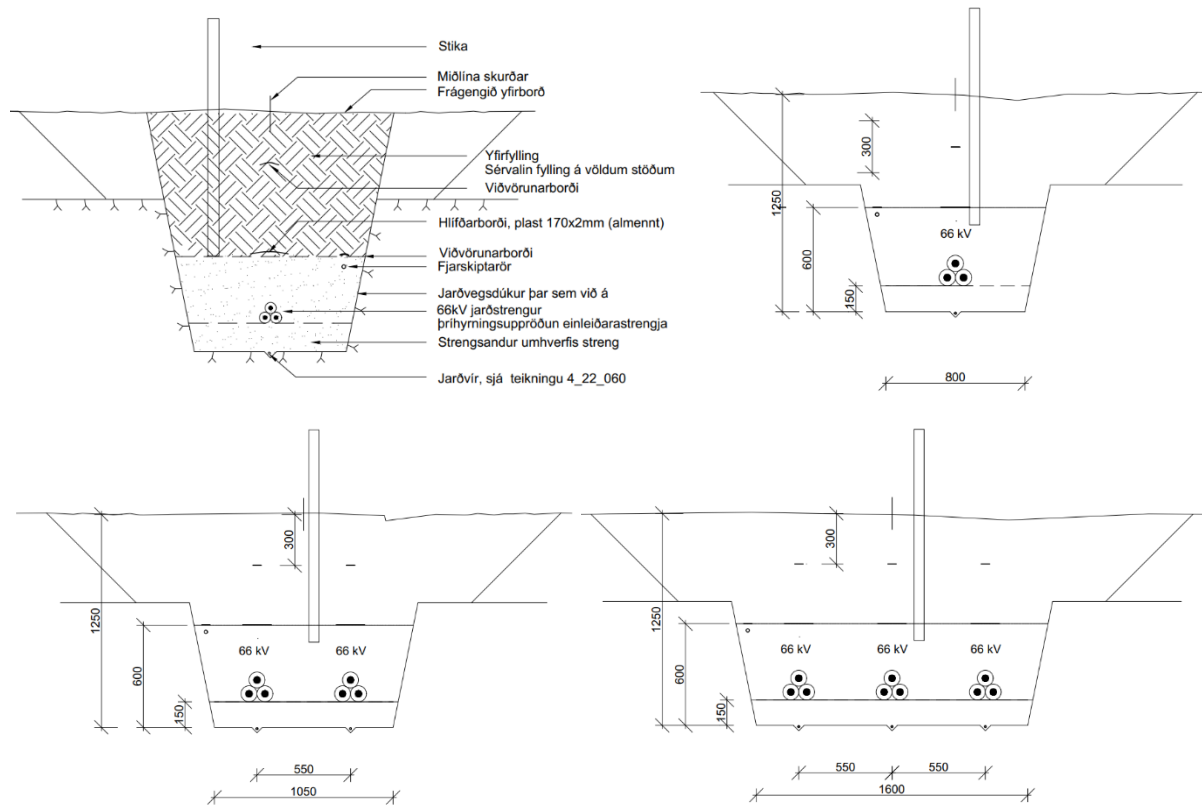 Stika
Miðlína skurðar
Frágengið yfirborð
Yfirfylling
Sérvalin fylling á völdum stöðum
Viðvörunarborði
Hlífðarborði, plast 170x2mm (almennt)
Viðvörunarborði
Fjarskiptarör
Jarðvegsdúkur þar sem við á
66kV jarðstrengur
þríhyrningsuppröðun einleiðarastrengja
Strengsandur umhverfis streng
Jarðvír, sjá teikningu 4_22_060
300
1250
66 kV
600
150
800
300
1250
66 kV 66 kV
600
150
550
1050
300
1250
66 kV 66 kV 66 kV
600
150
550 550
1600